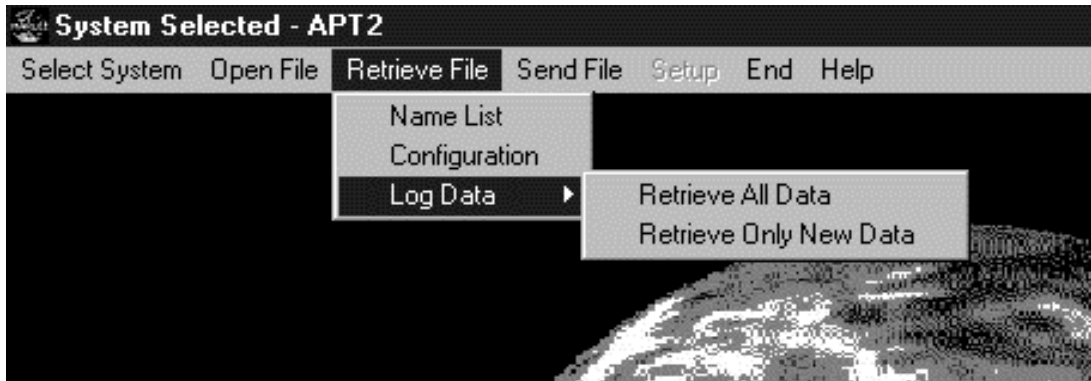 System Selected - APT2
Select System Open File Retrieve File Send File Setup End Help
Name List
Configuration
Log Data
Retrieve All Data
Retrieve Only New Data